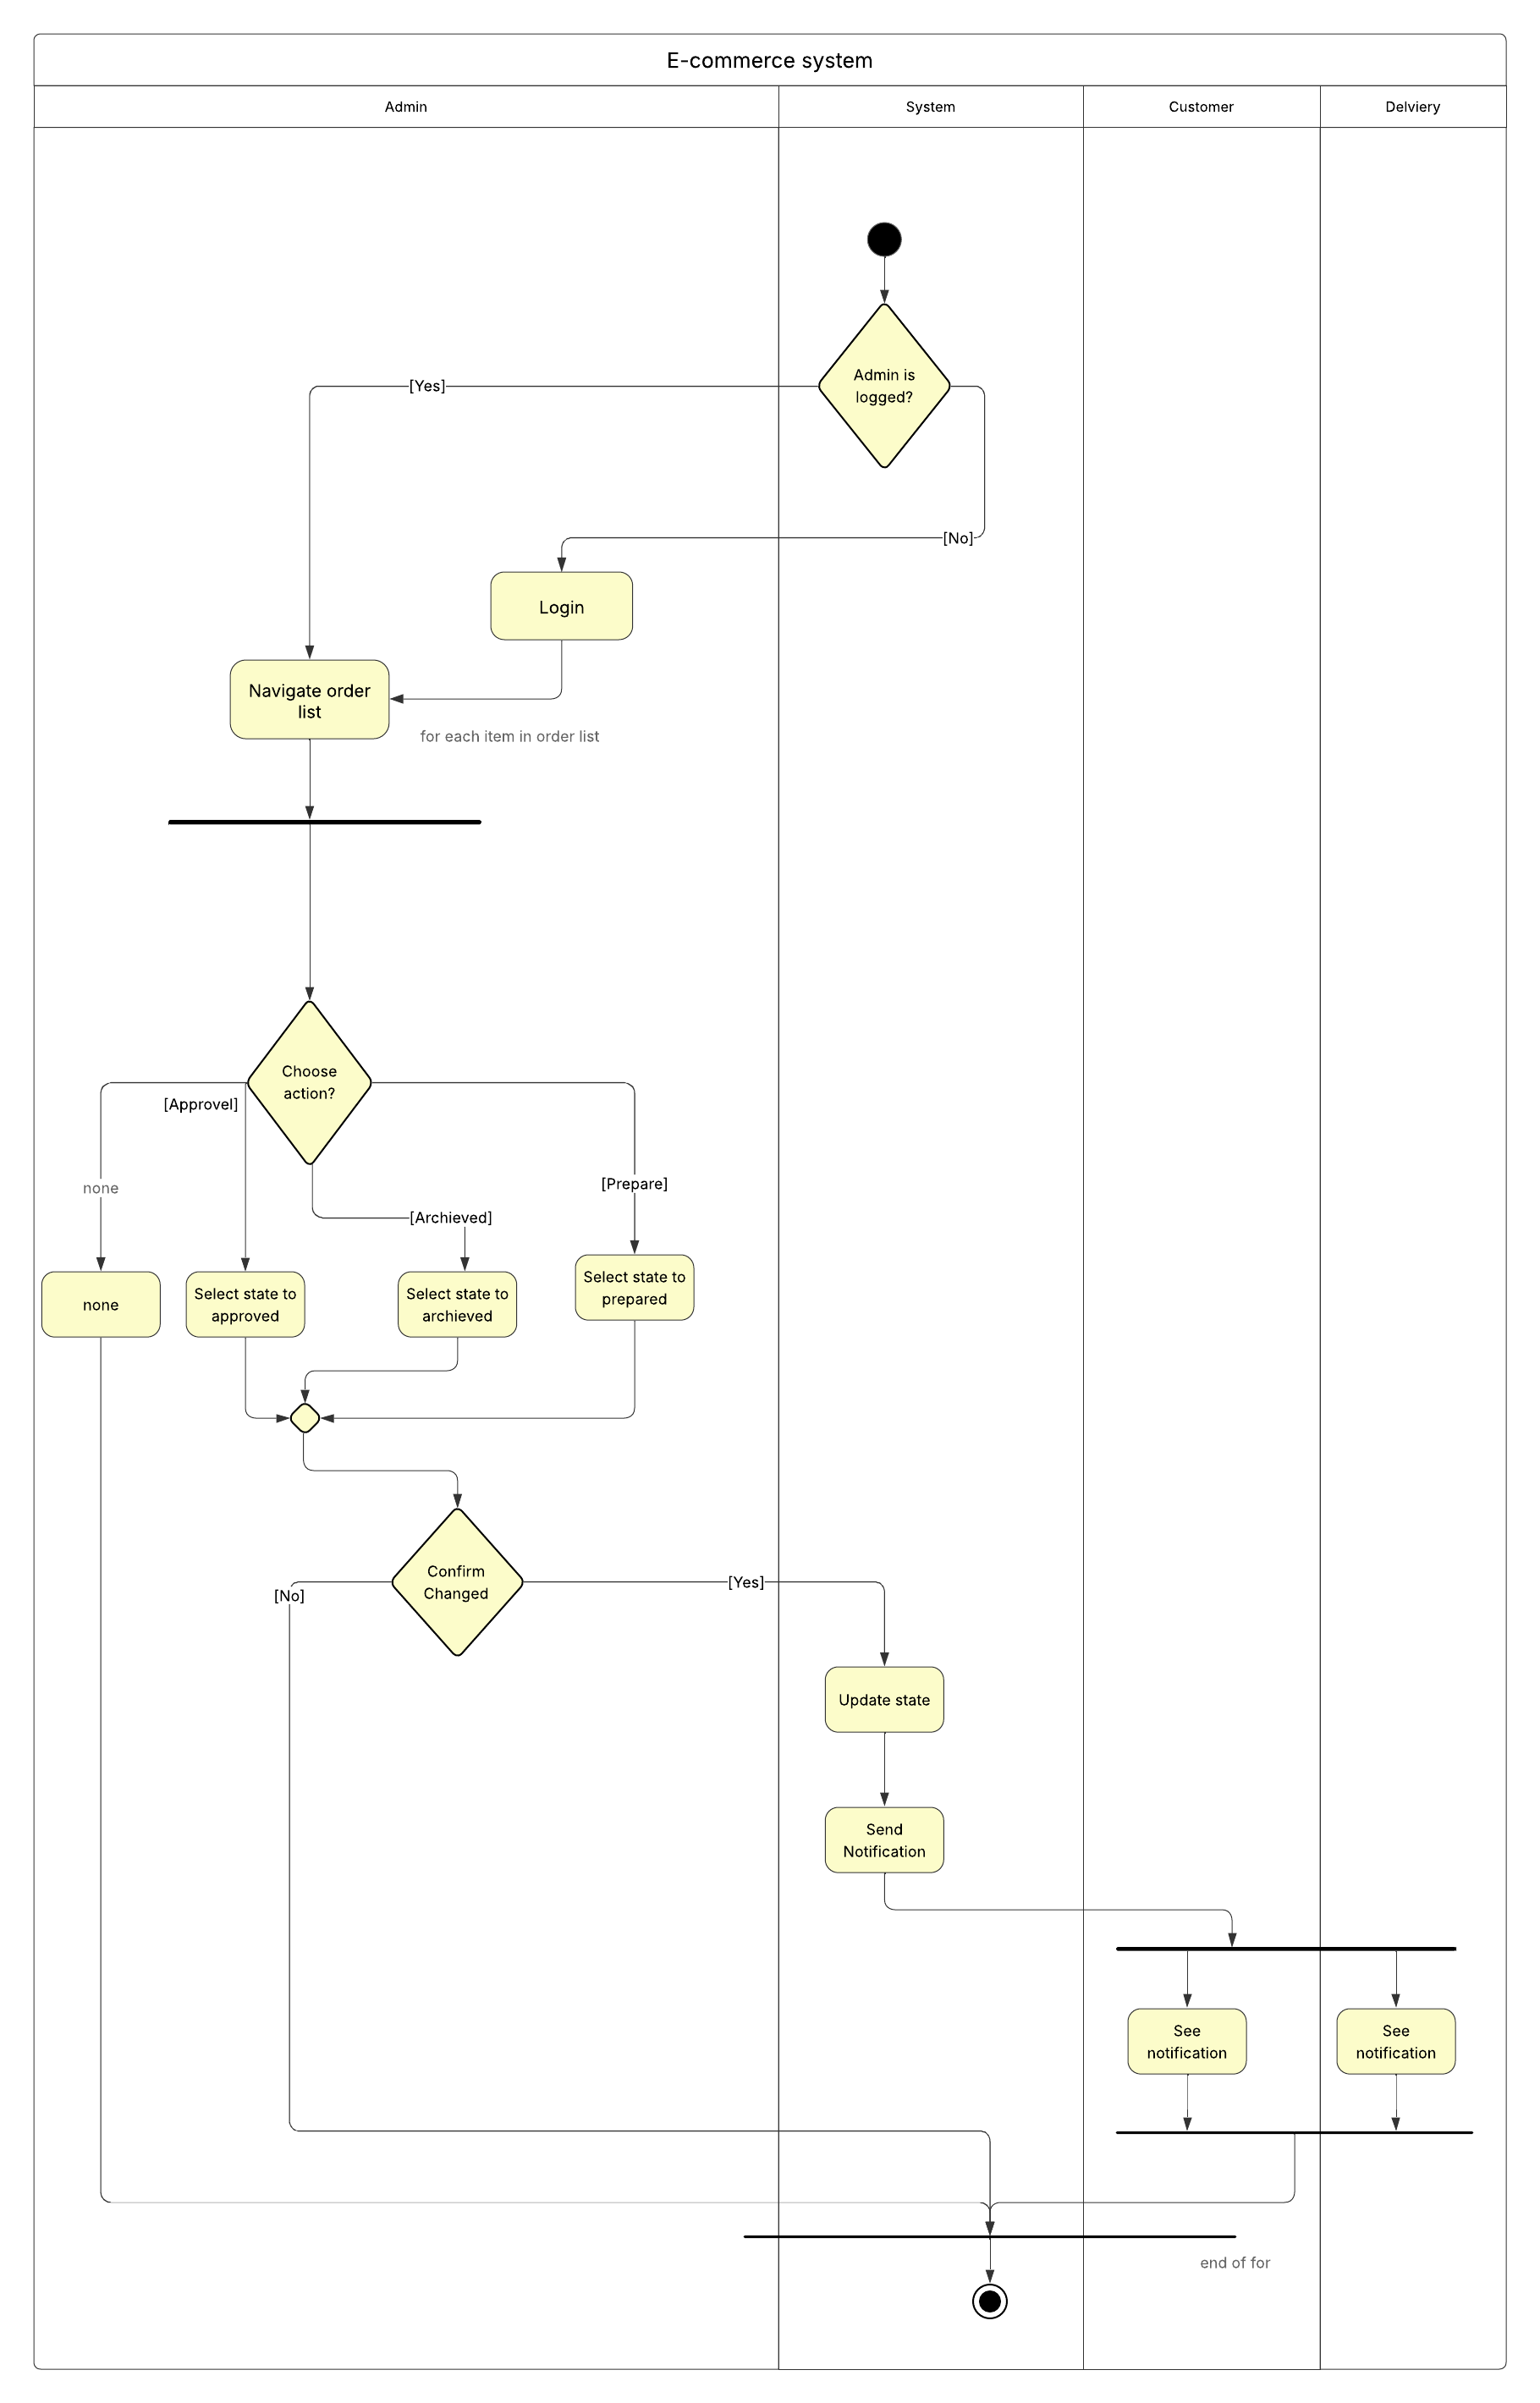 E-commerce system
Admin
System
Customer
Delviery
Admin is
logged?
[Yes]
[No]
Login
Navigate order
list
for each item in order list
Choose
action?
[Approvel]
none
[Prepare]
[Archieved]
none
Select state to
approved
Select state to
archieved
Select state to
prepared
Confirm
Changed
[No]
[Yes]
Update state
Send
Notification
See
notification
See
notification
end of for